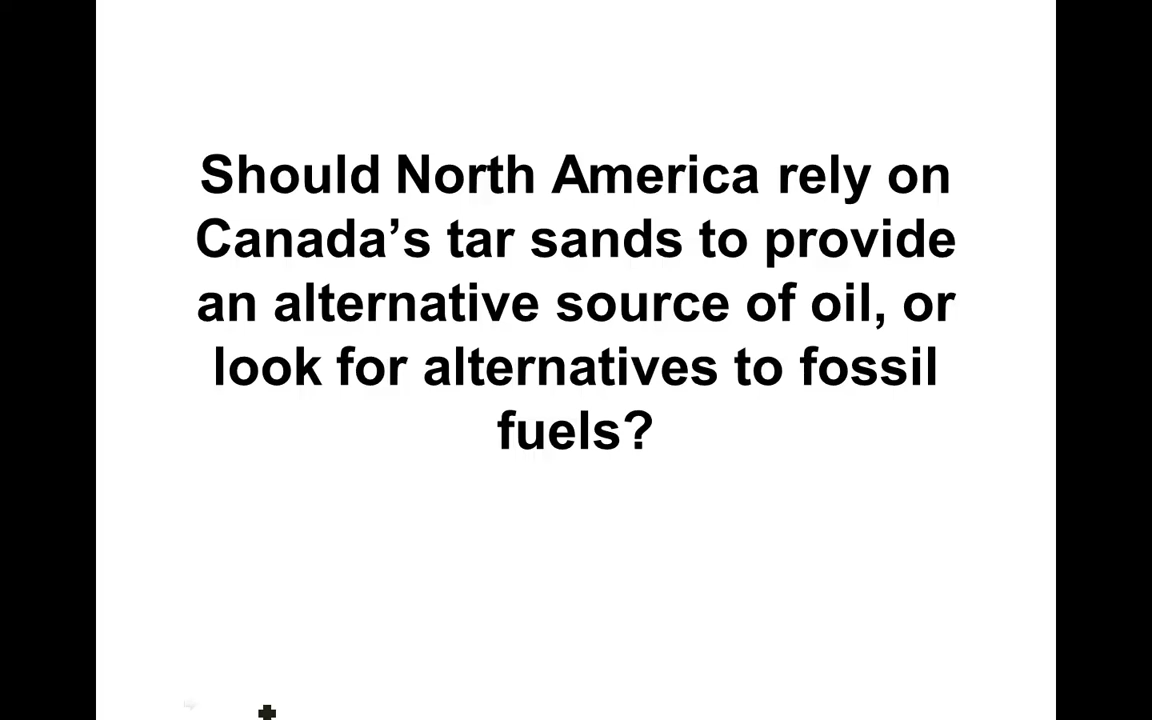 Should North America rely on
Canada’s tar sands to provide
an alternative source of oil, or
look for alternatives to fossil
fuels?